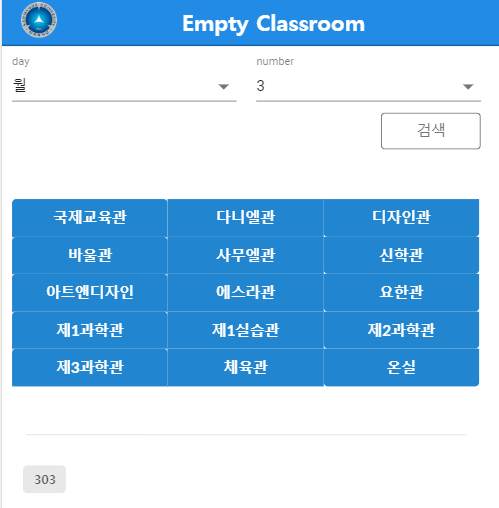 Empty Classroom
day number
월 3
검색
국제교육관 다니엘관 디자인관
바울관 사무엘관 신학관
아트앤디자인 에스라관 요한관
제1과학관 제1실습관 제2과학관
제3과학관 체육관 온실
303